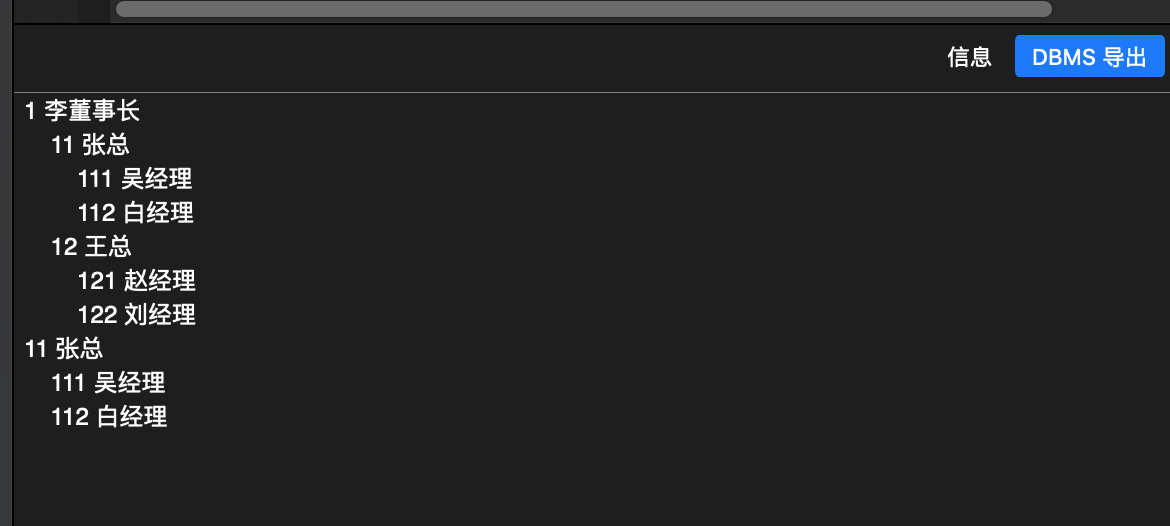 信息 DBMS 导出
1 李董事长
11 张总
111 吴经理
112 白经理
12 王总
121 赵经理
122 刘经理
11 张总
111 吴经理
112 白经理